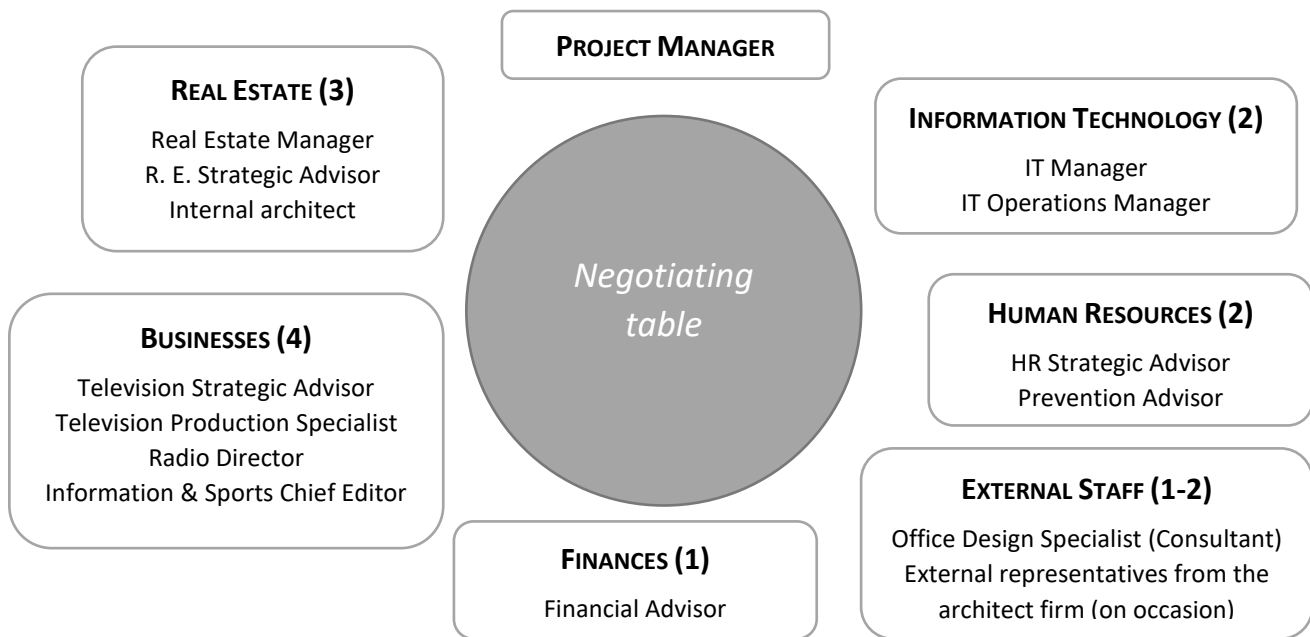 PROJECT MANAGER
REAL ESTATE (3)
Real Estate Manager
R. E. Strategic Advisor
Internal architect
INFORMATION TECHNOLOGY (2)
IT Manager
IT Operations Manager
Negotiating
table
BUSINESSES (4)
Television Strategic Advisor
Television Production Specialist
Radio Director
Information & Sports Chief Editor
HUMAN RESOURCES (2)
HR Strategic Advisor
Prevention Advisor
FINANCES (1)
Financial Advisor
EXTERNAL STAFF (1-2)
Office Design Specialist (Consultant)
External representatives from the
architect firm (on occasion)